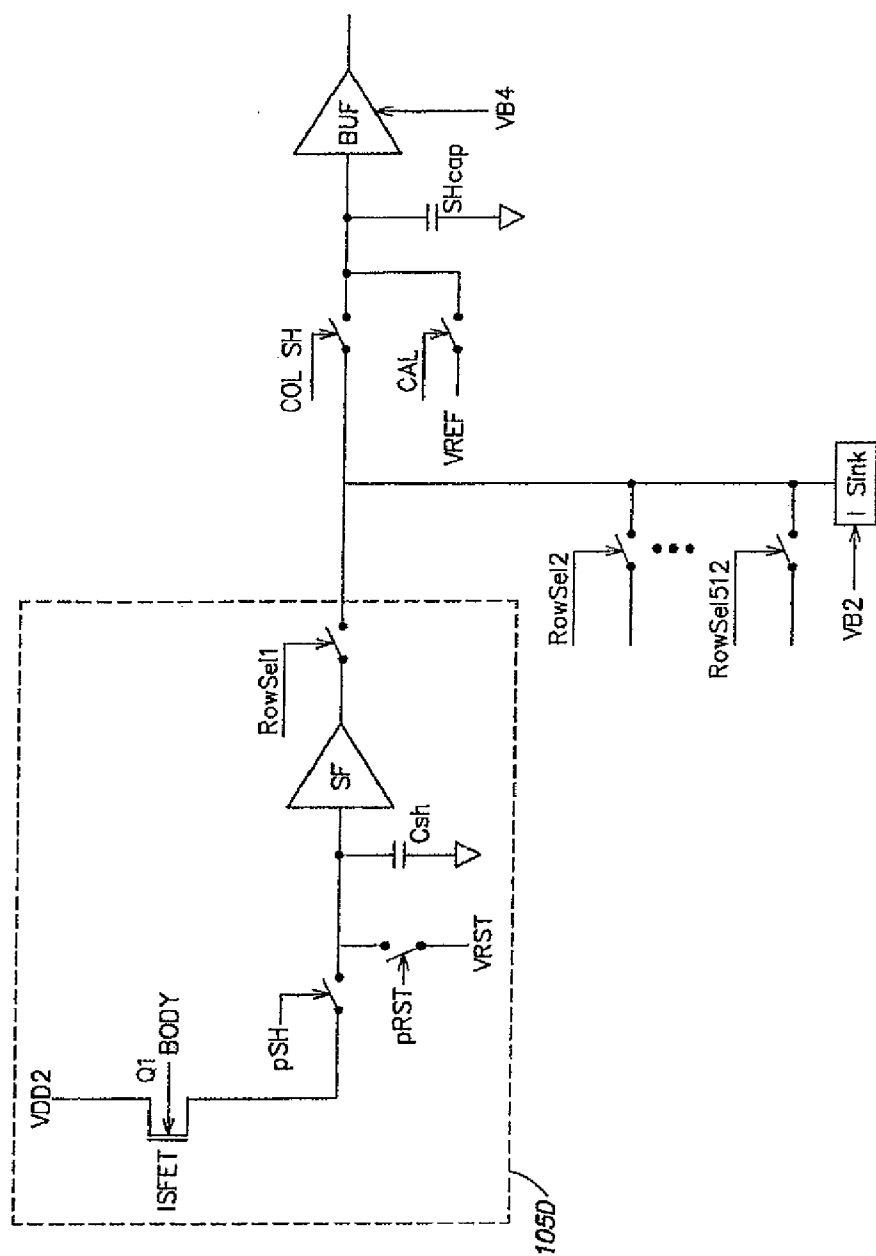 VDD2
Q1
BODY
ISFET
pSH
pRST
VRST
Csh
SF
RowSel1
105D
COL SH
CAL
VREF
SHcap
BUF
VB4
RowSel2
RowSel512
VB2
I Sink